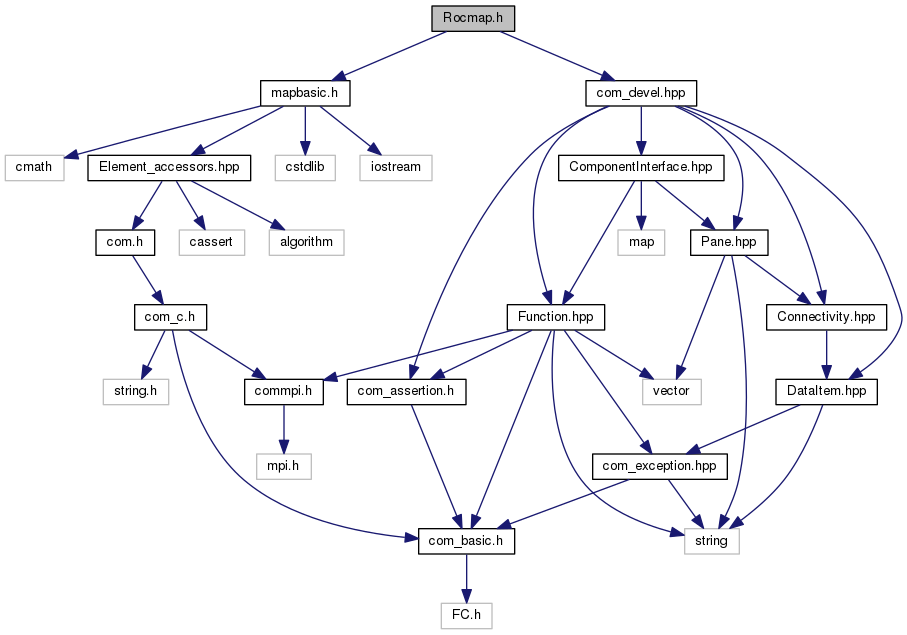 Rocmap.h
mapbasic.h
com_devel.hpp
cmath
Element_accessors.hpp
cstdlib
iostream
ComponentInterface.hpp
com.h
cassert
algorithm
map
Pane.hpp
com_c.h
Function.hpp
Connectivity.hpp
string.h
commpi.h
com_assertion.h
vector
DataItem.hpp
mpi.h
com_exception.hpp
com_basic.h
string
FC.h